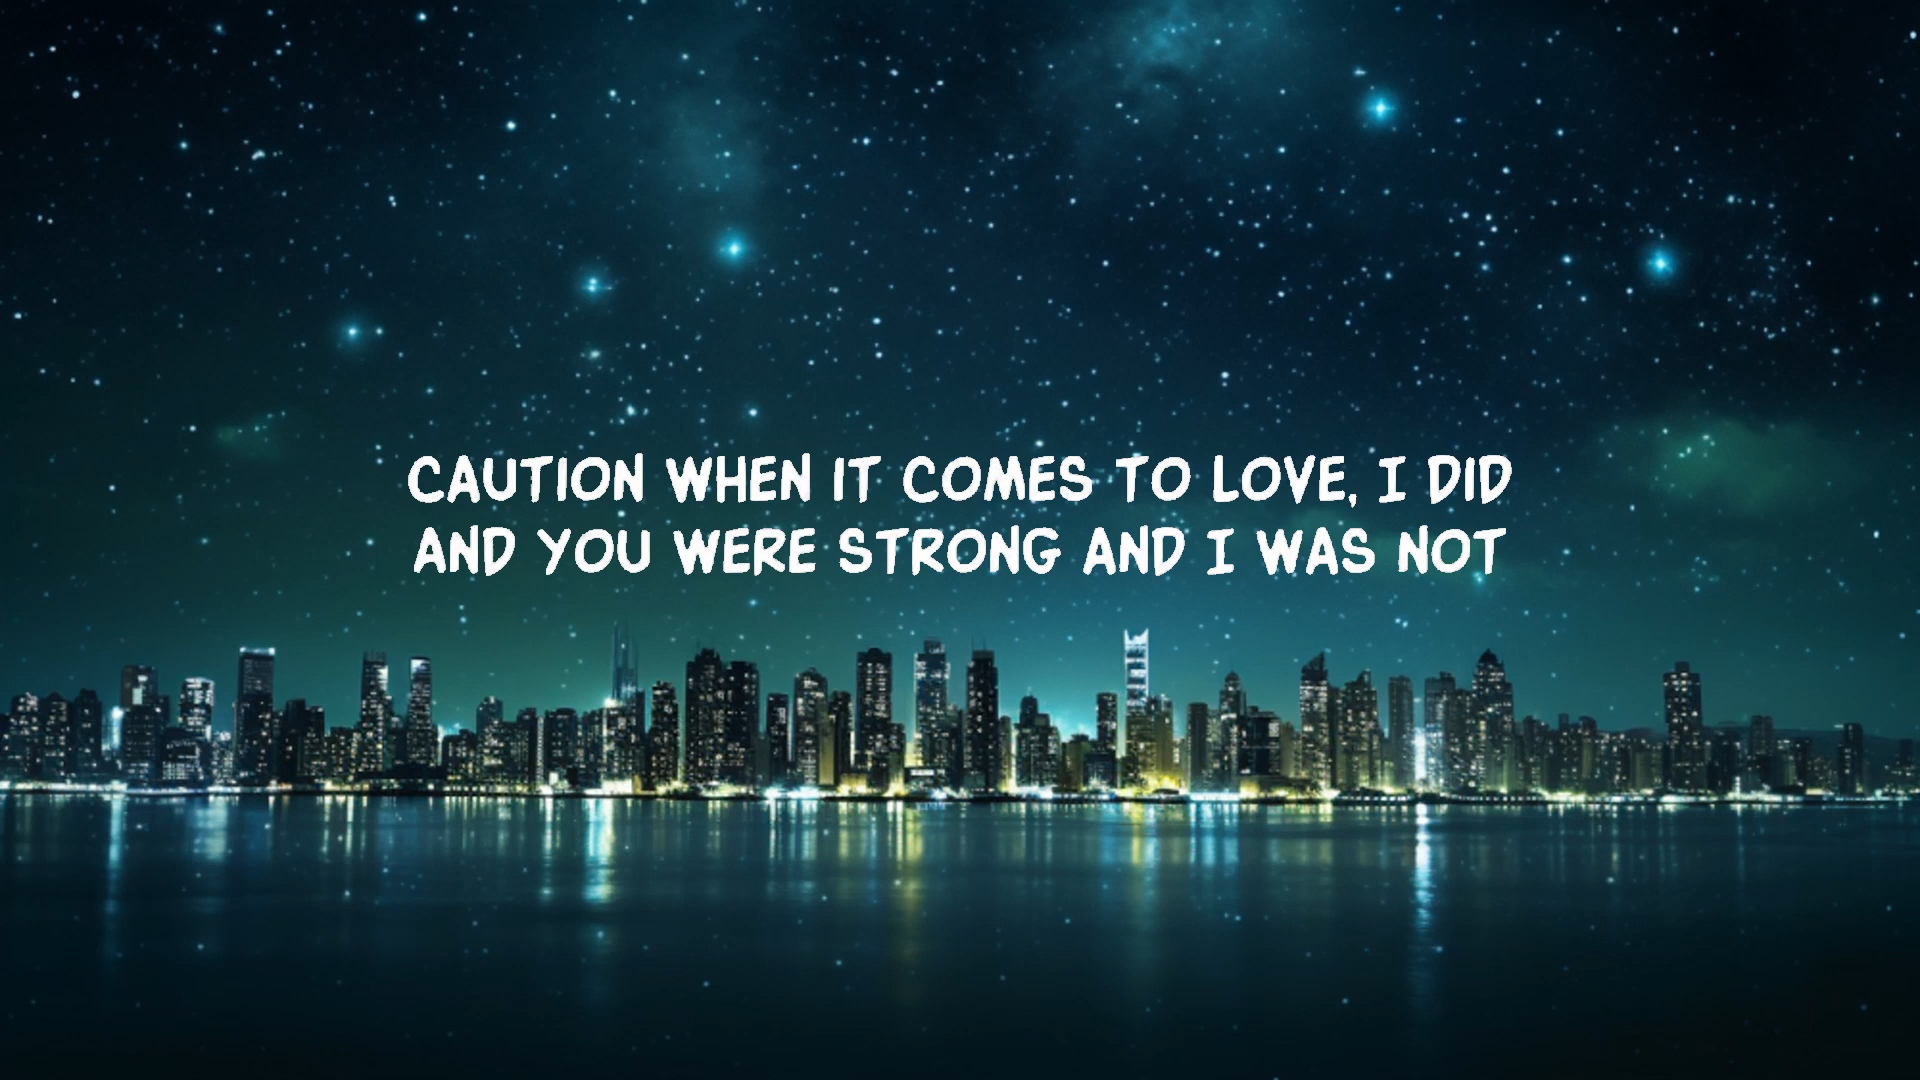 CAUTION WHEN IT COMES TO LOVE, I DID
AND YOU WERE STRONG AND I WAS NOT